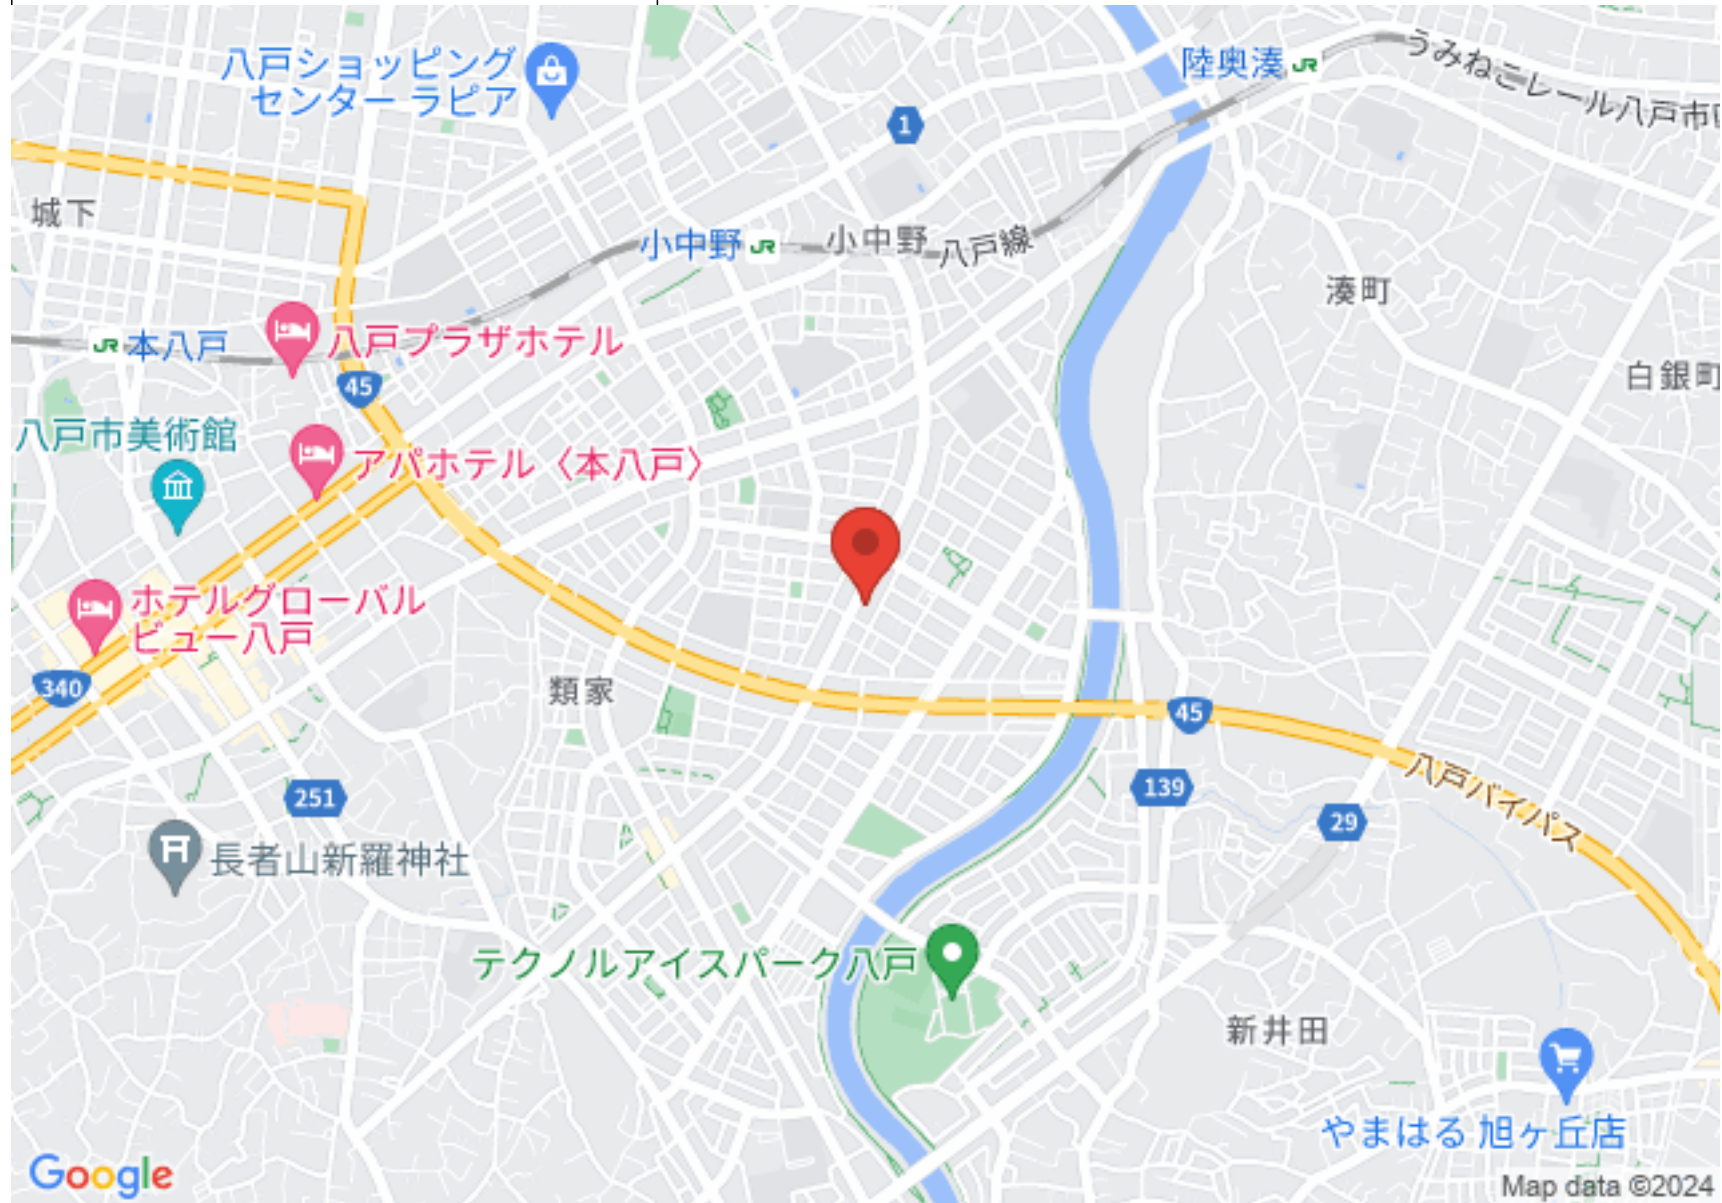 八戸ショッピング
センター ラピア
陸奥湊
JR
うみねこレール八戸市
1
城下
小中野
JR
小中野
八戸線
湊町
JR
本八戸
八戸プラザホテル
白銀町
45
八戸市美術館
アパホテル〈本八戸〉
ホテルグローバル
ビュー八戸
340
類家
45
251
139
八戸バイパス
29
長者山新羅神社
テクノルアイスパーク八戸
新井田
やまはる 旭ヶ丘店
Google
Map data ©2024